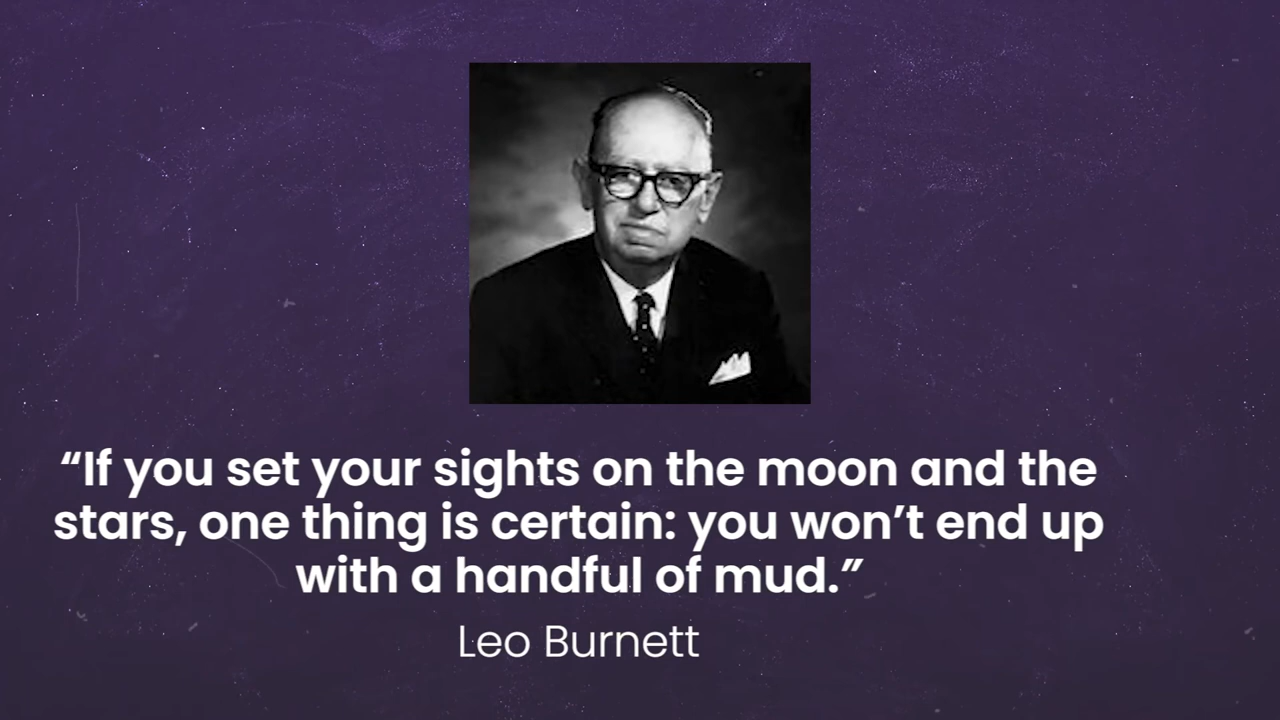 “If you set your sights on the moon and the
stars, one thing is certain: you won’t end up
with a handful of mud.”
Leo Burnett